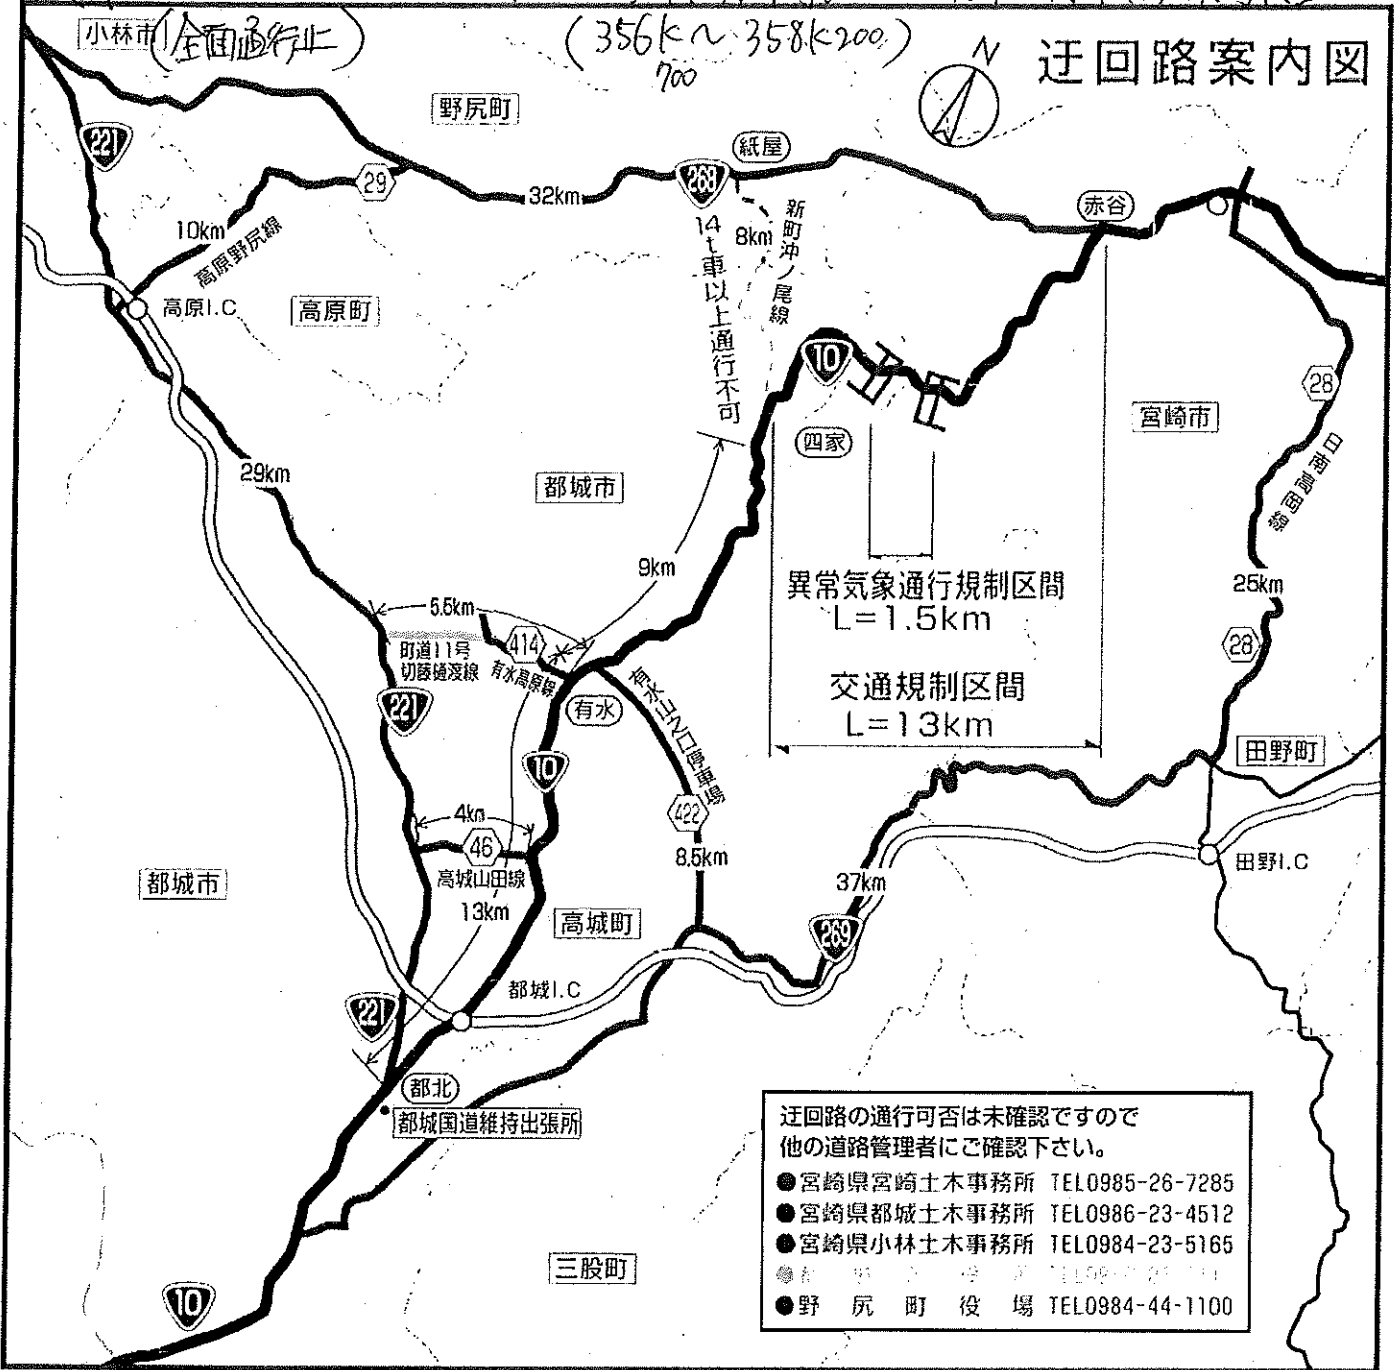 小林市
(全面通行止)
(356k～358k200)
700
N
迂回路案内図
野尻町
221
紙屋
29
268
32km
赤谷
10km
高原野尻線
14t車以上通行不可
8km
新町沖ノ尾線
高原I.C
高原町
10
28
宮崎市
四家
日南高岡線
29km
都城市
9km
異常気象通行規制区間
L=1.5km
25km
5.5km
414
町道11号
切藤樋渡線
有水高原線
28
交通規制区間
L=13km
221
有水
有水山之口停車場
10
田野町
4km
46
422
高城山田線
8.5km
田野I.C
都城市
37km
13km
高城町
269
都城I.C
221
都北
都城国道維持出張所
迂回路の通行可否は未確認ですので
他の道路管理者にご確認下さい。
●宮崎県宮崎土木事務所 TEL0985-26-7285
●宮崎県都城土木事務所 TEL0986-23-4512
●宮崎県小林土木事務所 TEL0984-23-5165
●野尻町役場 TEL0984-44-1100
三股町
10